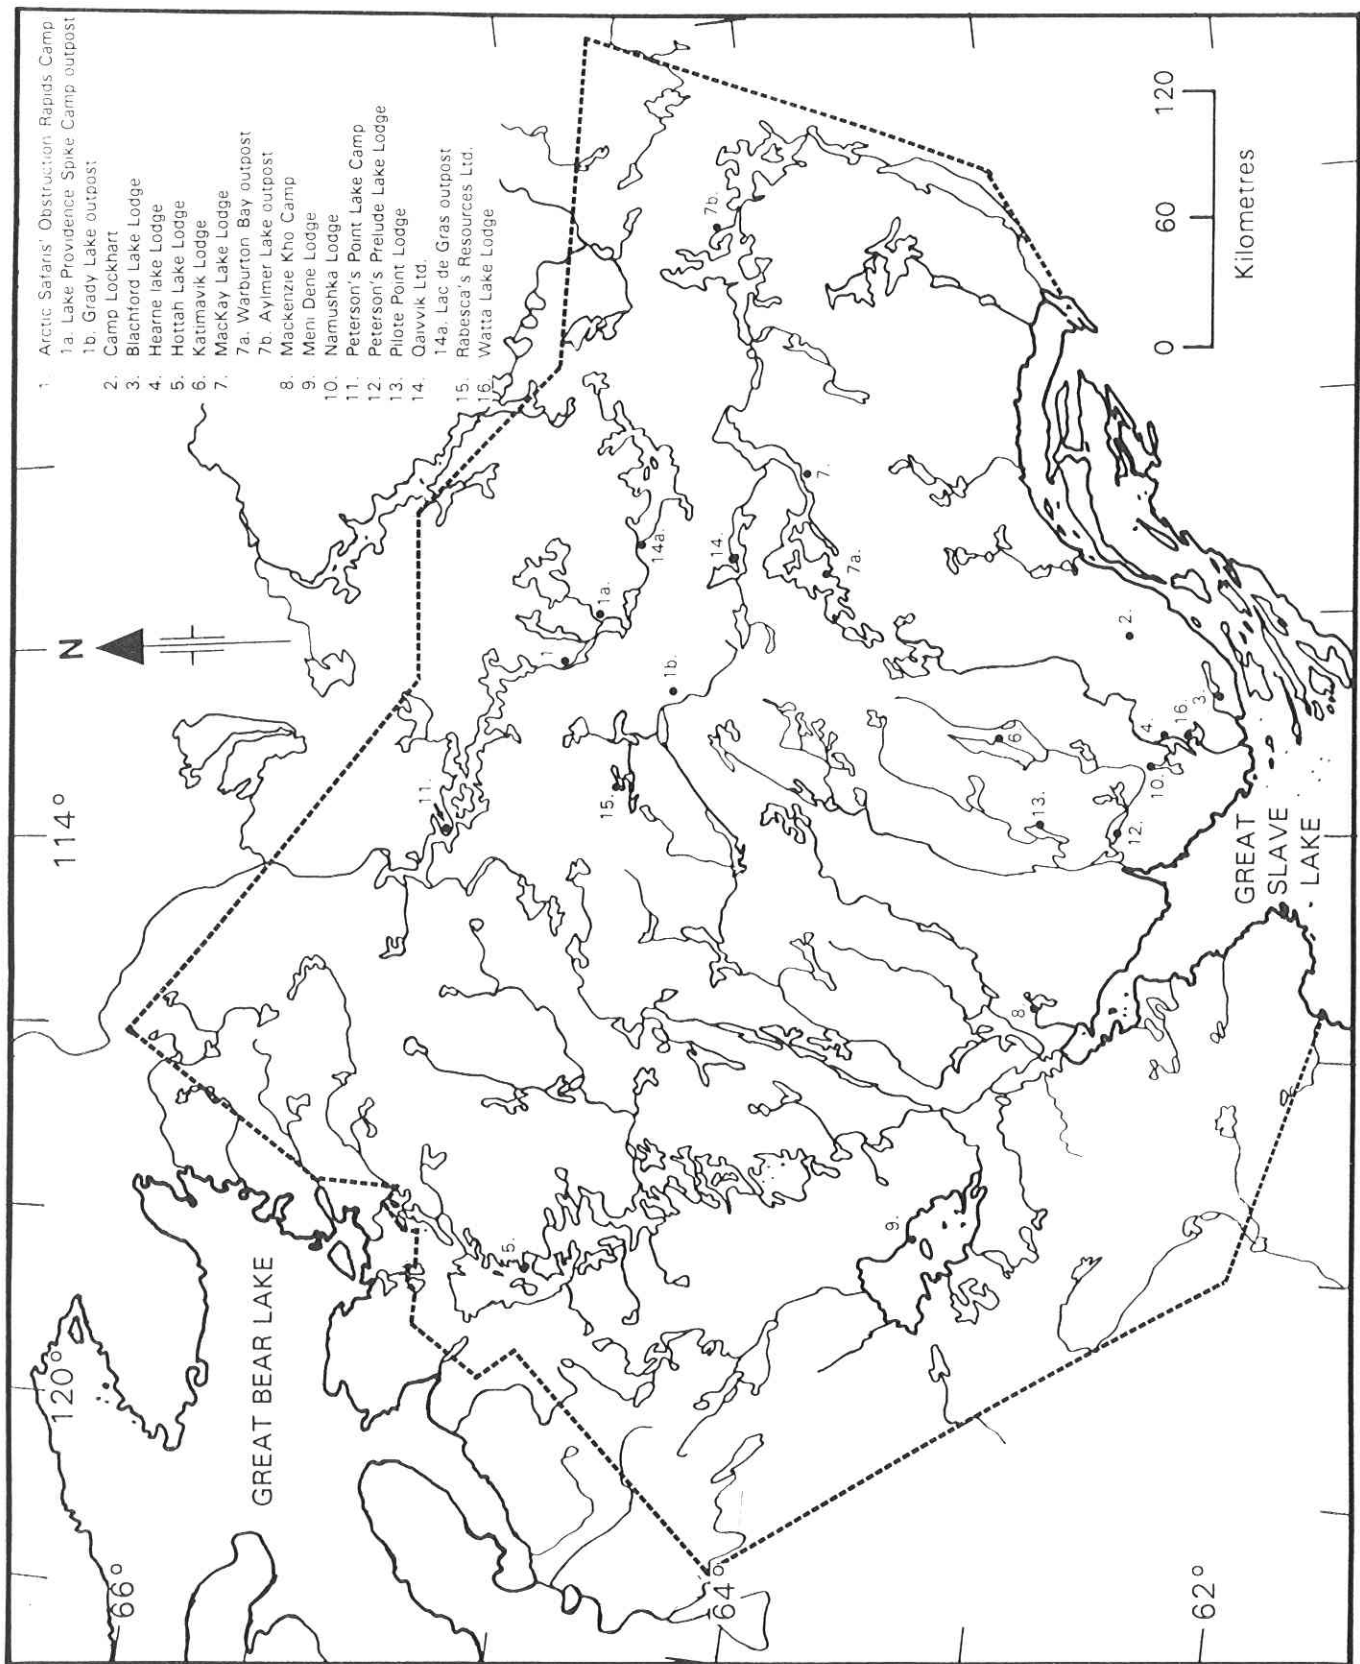 1. Arctic Safaris' Obstruction Rapids Camp
1a. Lake Providence Spike Camp outpost
1b. Grady Lake outpost
2. Camp Lockhart
3. Blachford Lake Lodge
4. Hearne lake Lodge
5. Hottah Lake Lodge
6. Katimavik Lodge
7. MacKay Lake Lodge
7a. Warburton Bay outpost
7b. Aylmer Lake outpost
8. Mackenzie Kho Camp
9. Meni Dene Lodge
10. Namushka Lodge
11. Peterson's Point Lake Camp
12. Peterson's Prelude Lake Lodge
13. Pilote Point Lodge
14. Qaivvik Ltd.
14a. Lac de Gras outpost
15. Rabesca's Resources Ltd.
16. Watta Lake Lodge
N
114°
120°
66°
64°
62°
GREAT BEAR LAKE
GREAT
SLAVE
LAKE
0 60 120
Kilometres
1.
1a.
1b.
2.
3.
4.
5.
6.
7.
7a.
7b.
8.
9.
10.
11.
12.
13.
14.
14a.
15.
16.